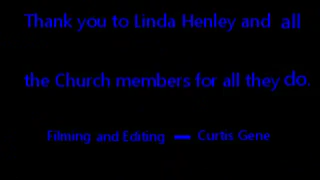 Thank you to Linda Henley and all
the Church members for all they do.
Filming and Editing — Curtis Gene